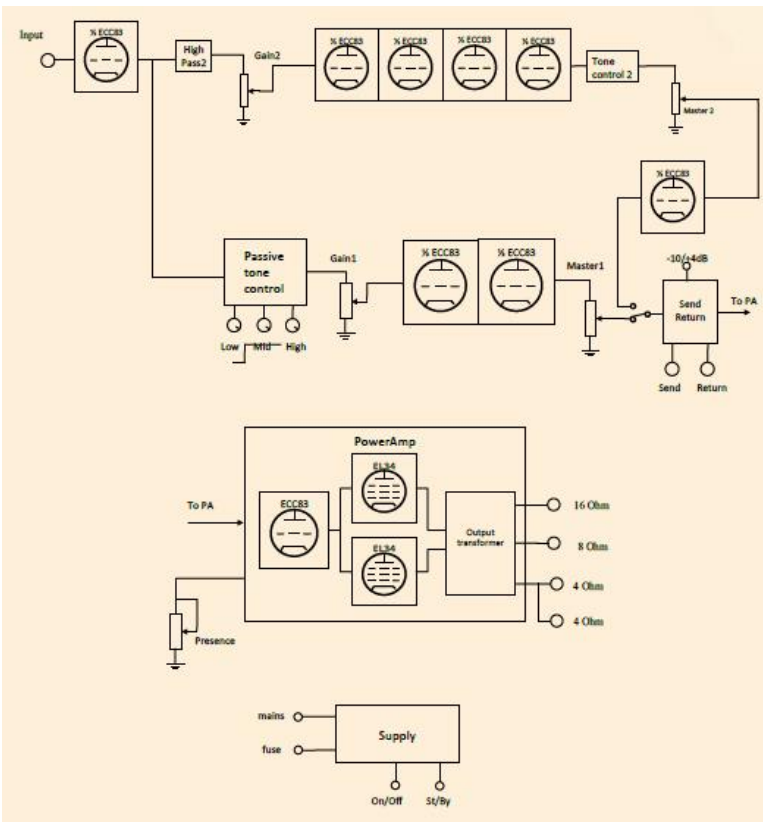 Input
½ ECC83
High
Pass2
Gain2
½ ECC83
½ ECC83
½ ECC83
½ ECC83
Tone
control 2
Master 2
½ ECC83
Passive
tone
control
Low
Mid
High
Gain1
½ ECC83
½ ECC83
Master1
-10/+4dB
Send
Return
To PA
Send
Return
PowerAmp
To PA
ECC83
EL34
EL34
Output
transformer
16 Ohm
8 Ohm
4 Ohm
4 Ohm
Presence
mains
fuse
Supply
On/Off
St/By